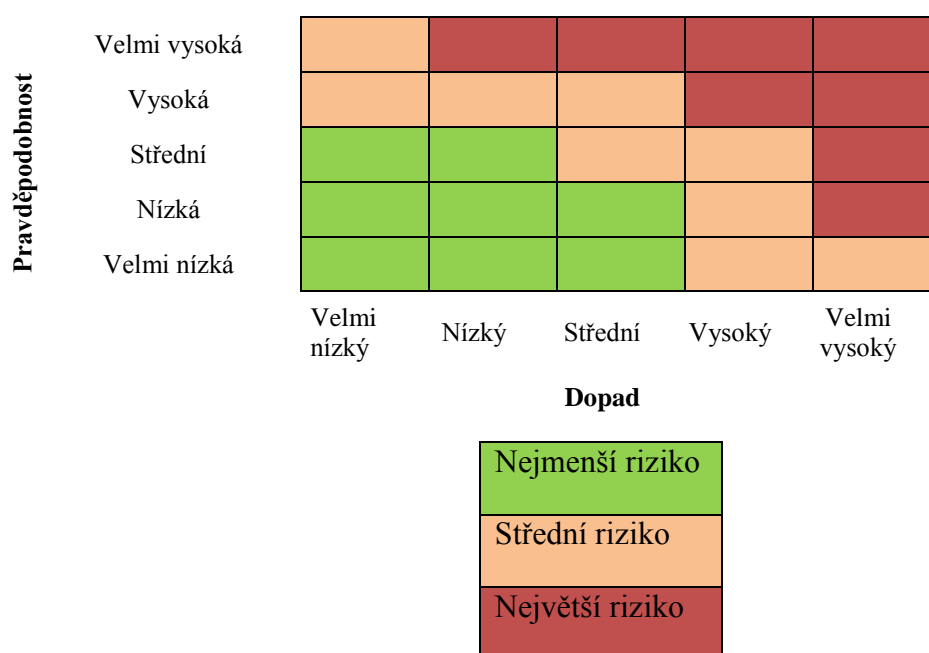 Pravděpodobnost
Velmi vysoká
Vysoká
Střední
Nízká
Velmi nízká
Velmi
nízký
Nízký
Střední
Vysoký
Velmi
vysoký
Dopad
Nejmenší riziko
Střední riziko
Největší riziko